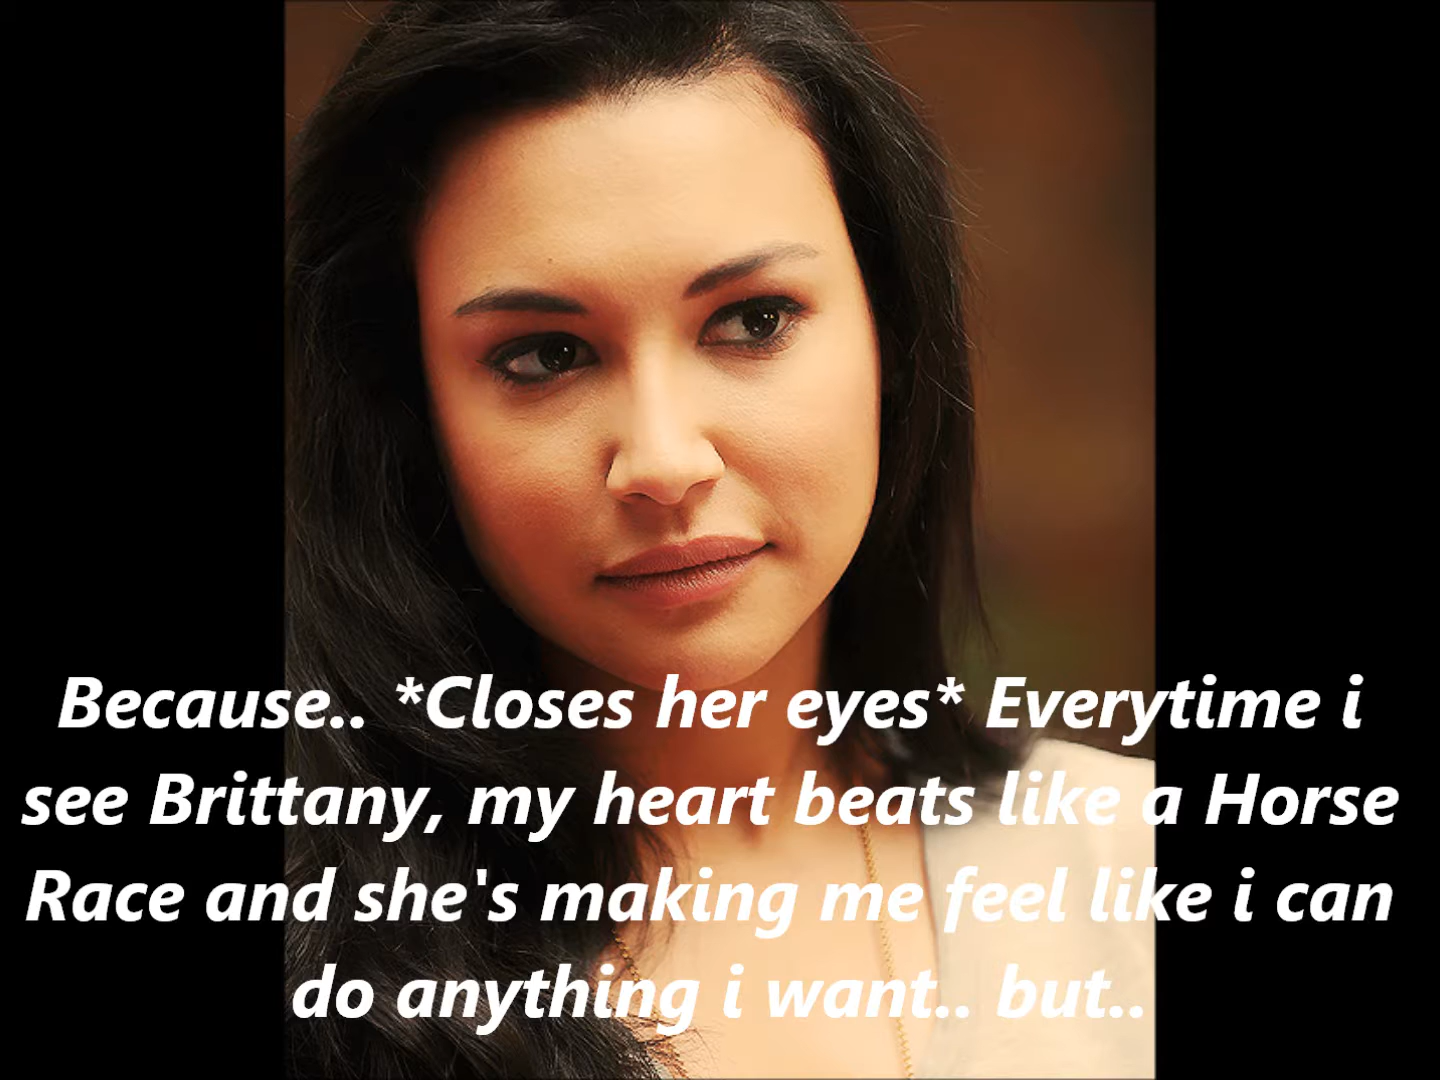 Because.. *Closes her eyes* Everytime i
see Brittany, my heart beats like a Horse
Race and she's making me feel like i can
do anything i want.. but..